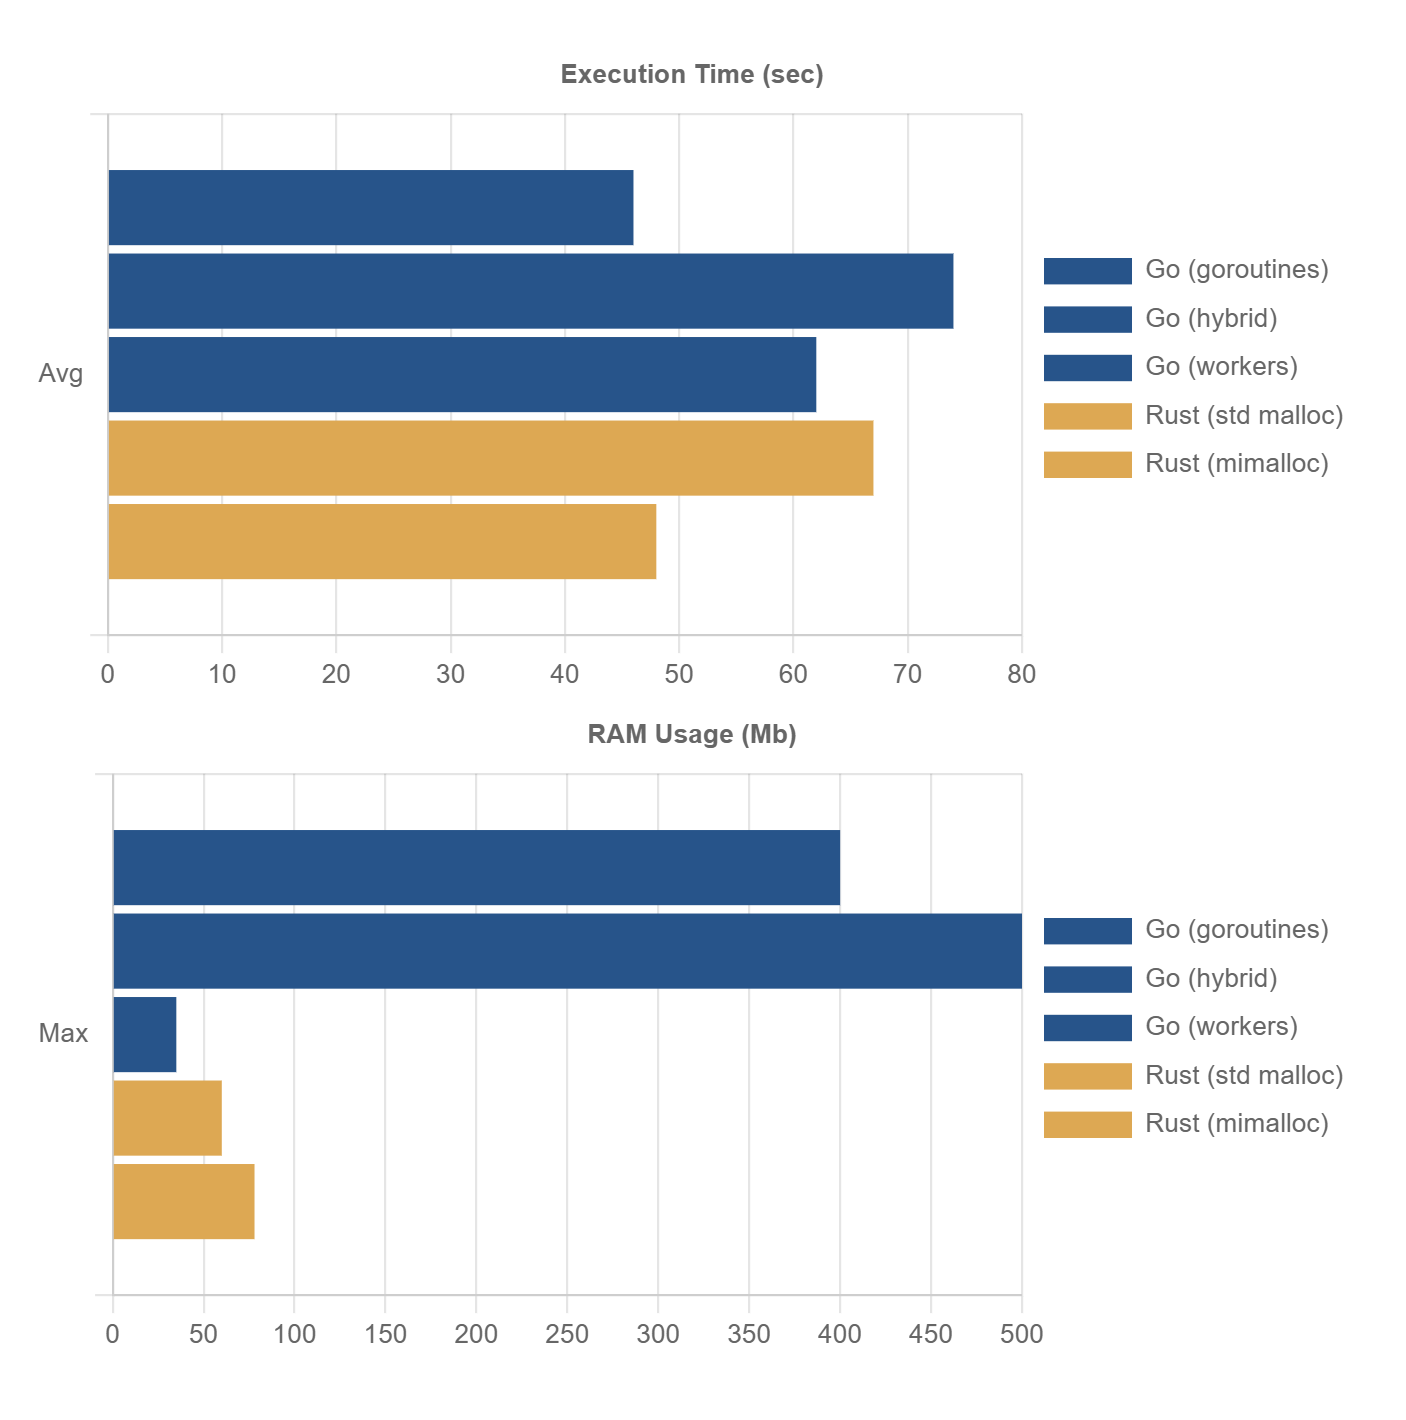 Execution Time (sec)
Avg
Go (goroutines)
Go (hybrid)
Go (workers)
Rust (std malloc)
Rust (mimalloc)
0 10 20 30 40 50 60 70 80
RAM Usage (Mb)
Max
Go (goroutines)
Go (hybrid)
Go (workers)
Rust (std malloc)
Rust (mimalloc)
0 50 100 150 200 250 300 350 400 450 500